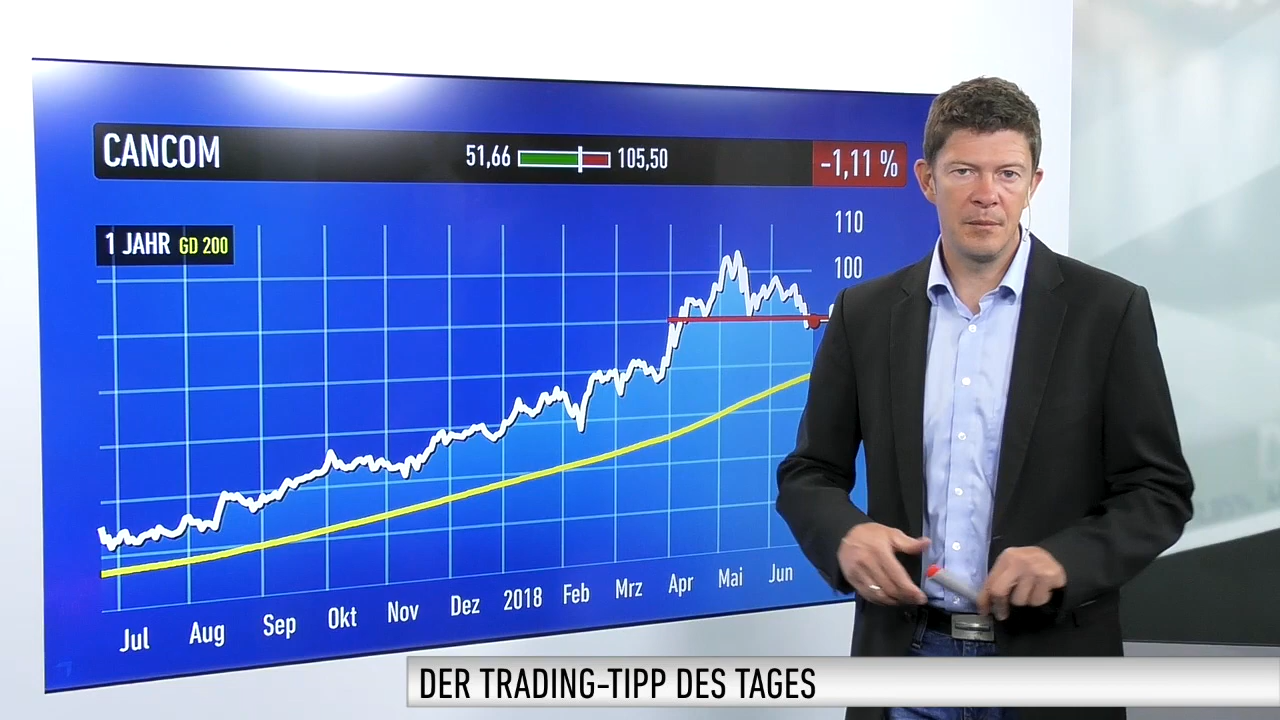 CANCOM
51,66 105,50
-1,11 %
1 JAHR GD 200
110
100
Jul Aug Sep Okt Nov Dez 2018 Feb Mrz Apr Mai Jun
DER TRADING-TIPP DES TAGES